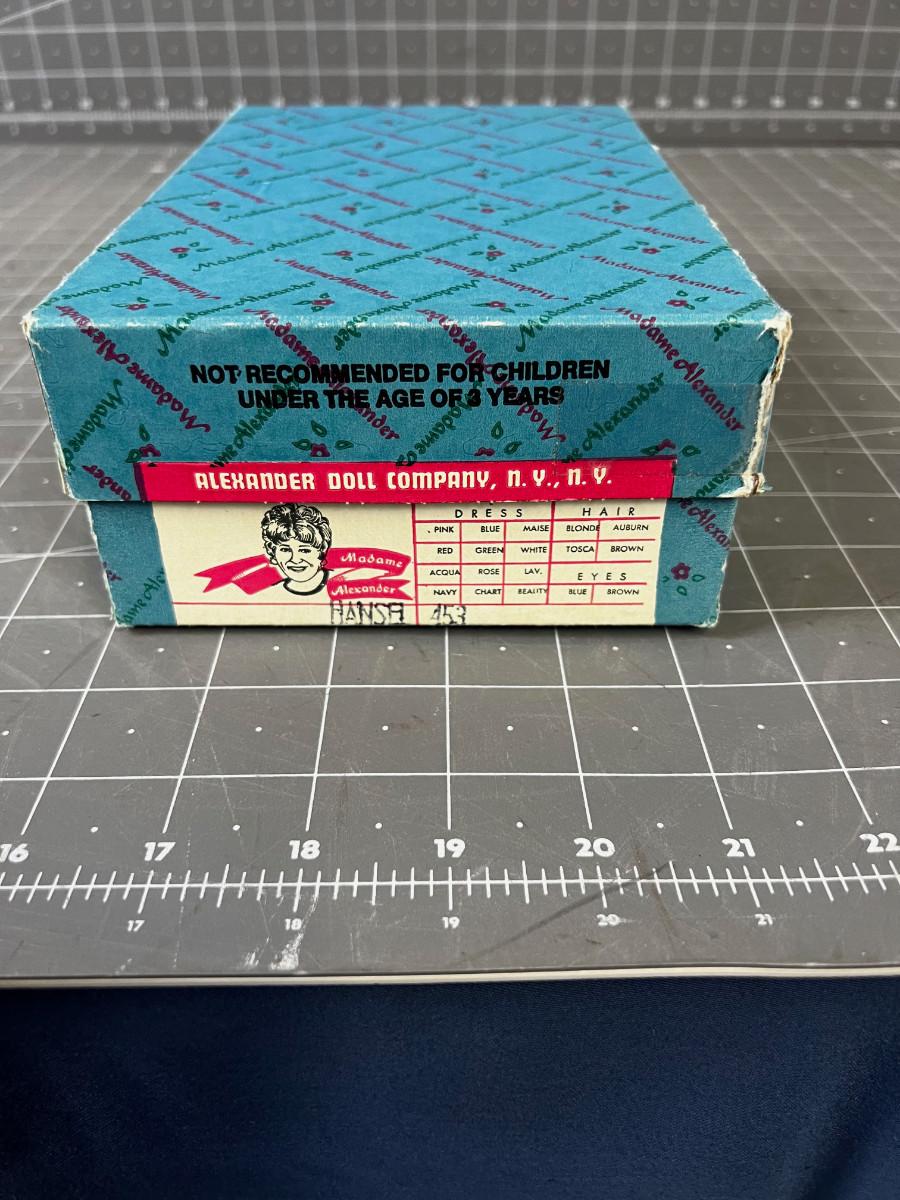 Madame Alexander
NOT RECOMMENDED FOR CHILDREN
UNDER THE AGE OF 3 YEARS
ALEXANDER DOLL COMPANY, N.Y., N.Y.
Madame
Alexander
DRESS HAIR
PINK BLUE MAISE BLONDE AUBURN
RED GREEN WHITE TOSCA BROWN
ACQUA ROSE LAV. EYES
NAVY CHART BEALITY BLUE BROWN
HANSEL 453
16 17 18 19 20 21 22
17 18 19 20 21